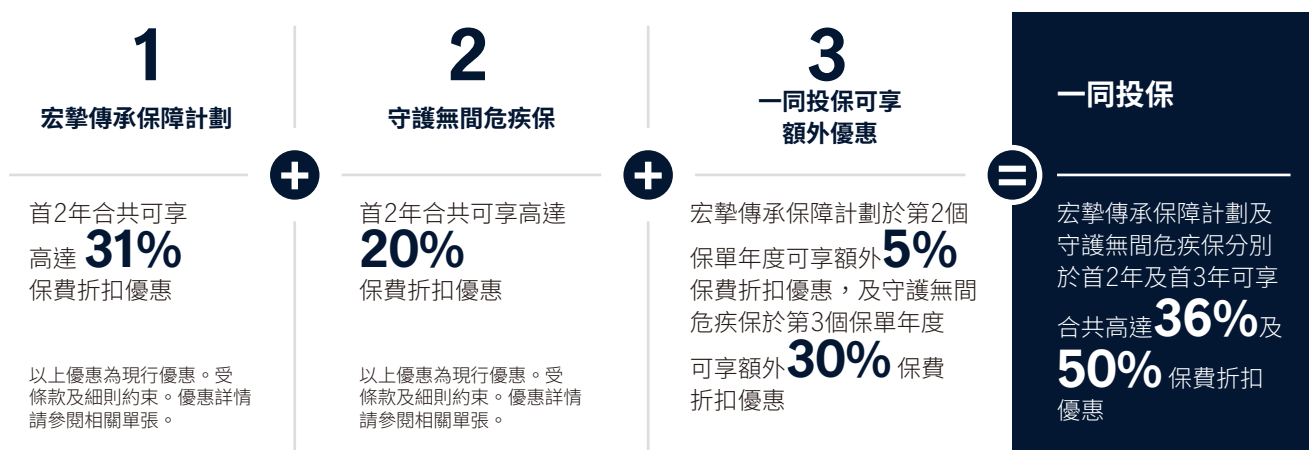 1
宏摯傳承保障計劃
首2年合共可享
高達 31%
保費折扣優惠
以上優惠為現行優惠。受
條款及細則約束。優惠詳情
請參閱相關單張。
+
2
守護無間危疾保
首2年合共可享高達
20%
保費折扣優惠
以上優惠為現行優惠。受
條款及細則約束。優惠詳情
請參閱相關單張。
+
3
一同投保可享
額外優惠
宏摯傳承保障計劃於第2個
保單年度可享額外5%
保費折扣優惠，及守護無間
危疾保於第3個保單年度
可享額外30% 保費
折扣優惠
=
一同投保
宏摯傳承保障計劃及
守護無間危疾保分別
於首2年及首3年可享
合共高達36%及
50% 保費折扣
優惠